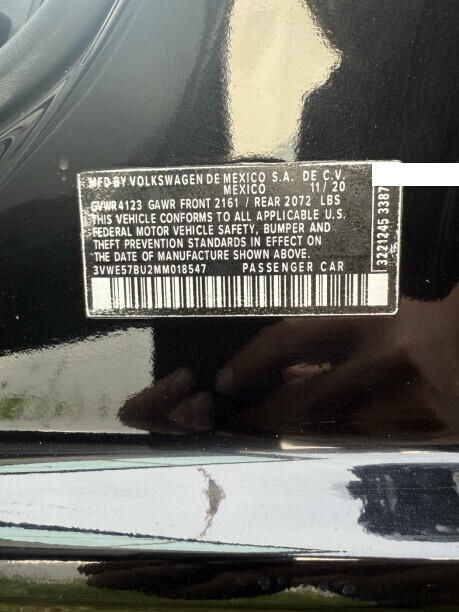 MFD BY VOLKSWAGEN DE MEXICO S.A. DE C.V.
MEXICO 11/20
GVWR 4123 GAWR FRONT 2161 / REAR 2072 LBS
THIS VEHICLE CONFORMS TO ALL APPLICABLE U.S.
FEDERAL MOTOR VEHICLE SAFETY, BUMPER AND
THEFT PREVENTION STANDARDS IN EFFECT ON
THE DATE OF MANUFACTURE SHOWN ABOVE.
3VWE57BU2MM018547 PASSENGER CAR
3221245 3387